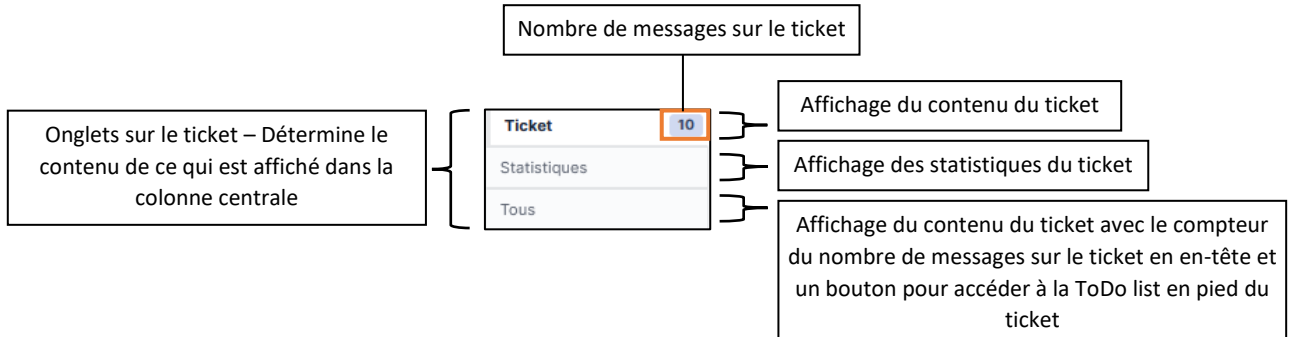 Nombre de messages sur le ticket
Onglets sur le ticket – Détermine le
contenu de ce qui est affiché dans la
colonne centrale
Ticket 10
Statistiques
Tous
Affichage du contenu du ticket
Affichage des statistiques du ticket
Affichage du contenu du ticket avec le compteur
du nombre de messages sur le ticket en en-tête et
un bouton pour accéder à la ToDo list en pied du
ticket